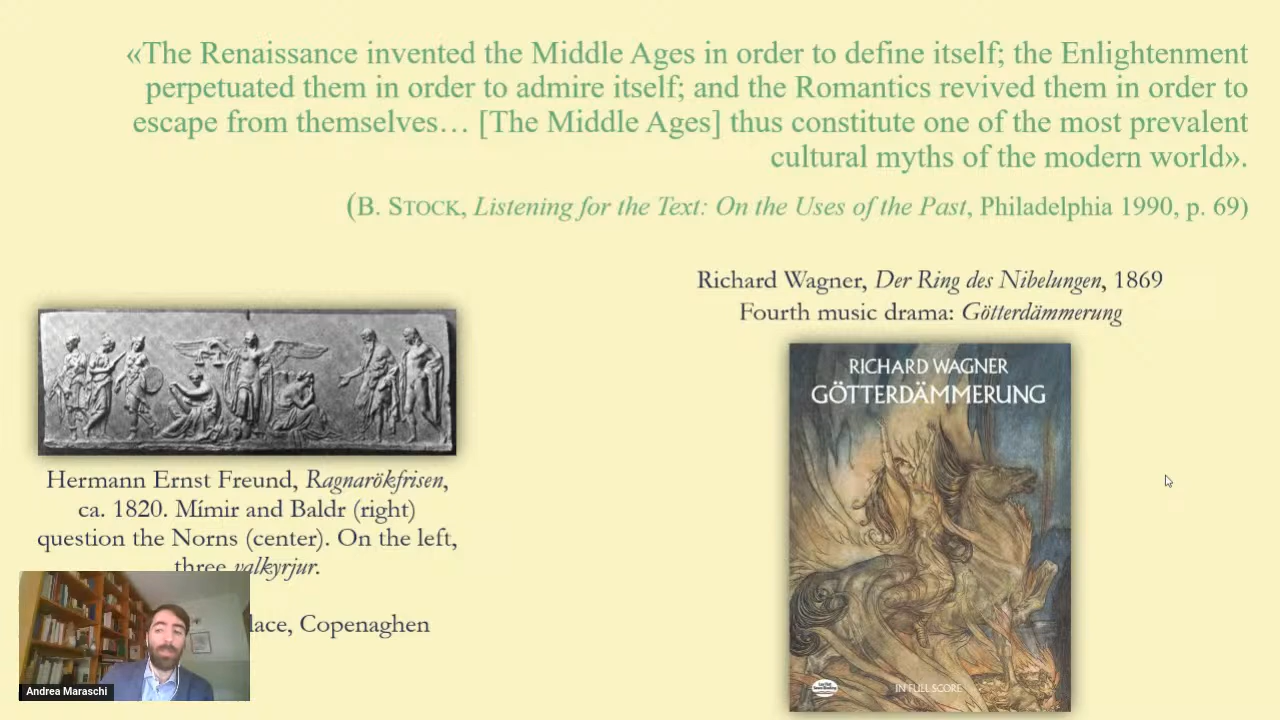 «The Renaissance invented the Middle Ages in order to define itself; the Enlightenment
perpetuated them in order to admire itself; and the Romantics revived them in order to
escape from themselves… [The Middle Ages] thus constitute one of the most prevalent
cultural myths of the modern world».
(B. STOCK, Listening for the Text: On the Uses of the Past, Philadelphia 1990, p. 69)
Richard Wagner, Der Ring des Nibelungen, 1869
Fourth music drama: Götterdämmerung
RICHARD WAGNER
GÖTTERDÄMMERUNG
IN FULL SCORE
Hermann Ernst Freund, Ragnarökfrisen,
ca. 1820. Mímir and Baldr (right)
question the Norns (center). On the left,
three valkyrjur.
lace, Copenaghen
Andrea Maraschi